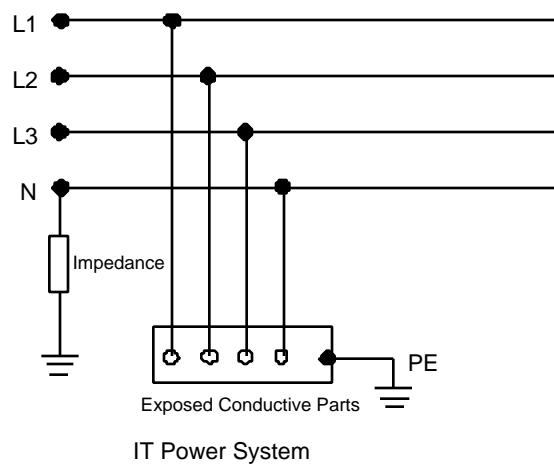 L1
L2
L3
N
Impedance
PE
Exposed Conductive Parts
IT Power System